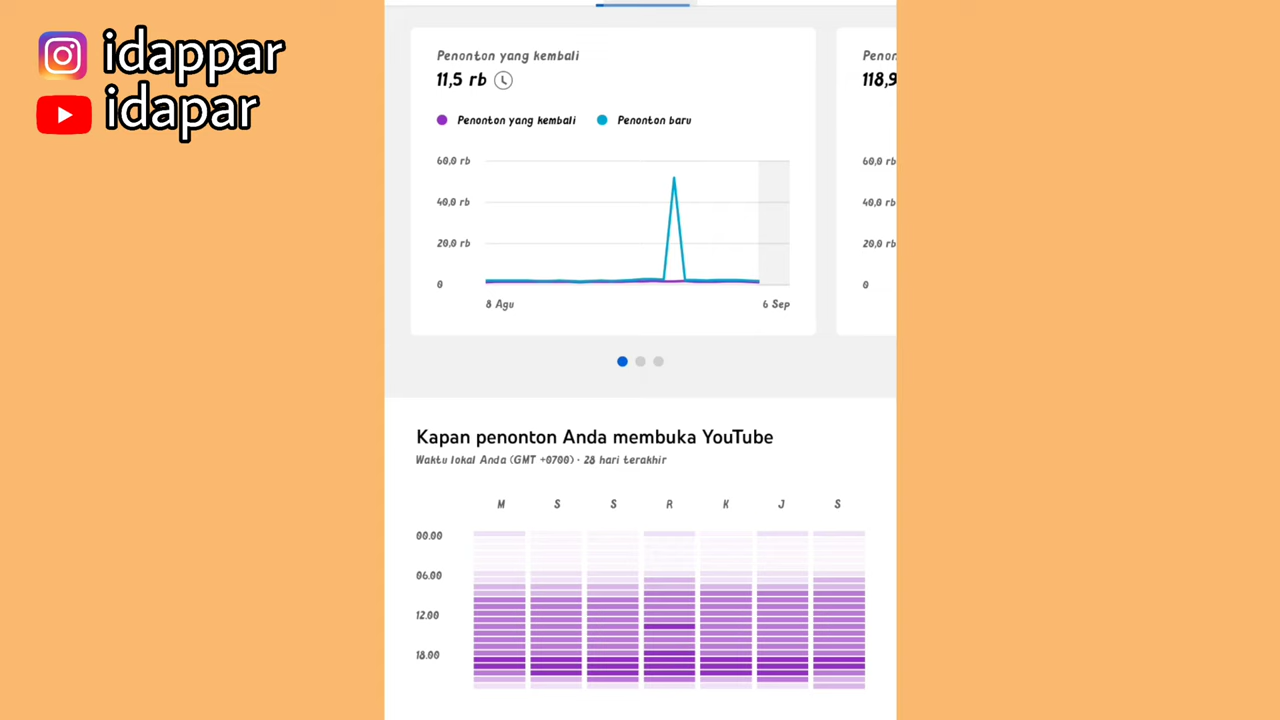 idappar
idapar
Penonton yang kembali
11,5 rb
Penonton yang kembali
Penonton baru
60,0 rb
40,0 rb
20,0 rb
0
8 Agu
6 Sep
Penon
118,9
60,0 rb
40,0 rb
20,0 rb
0
Kapan penonton Anda membuka YouTube
Waktu lokal Anda (GMT +0700) · 28 hari terakhir
M S S R K J S
00.00
06.00
12.00
18.00